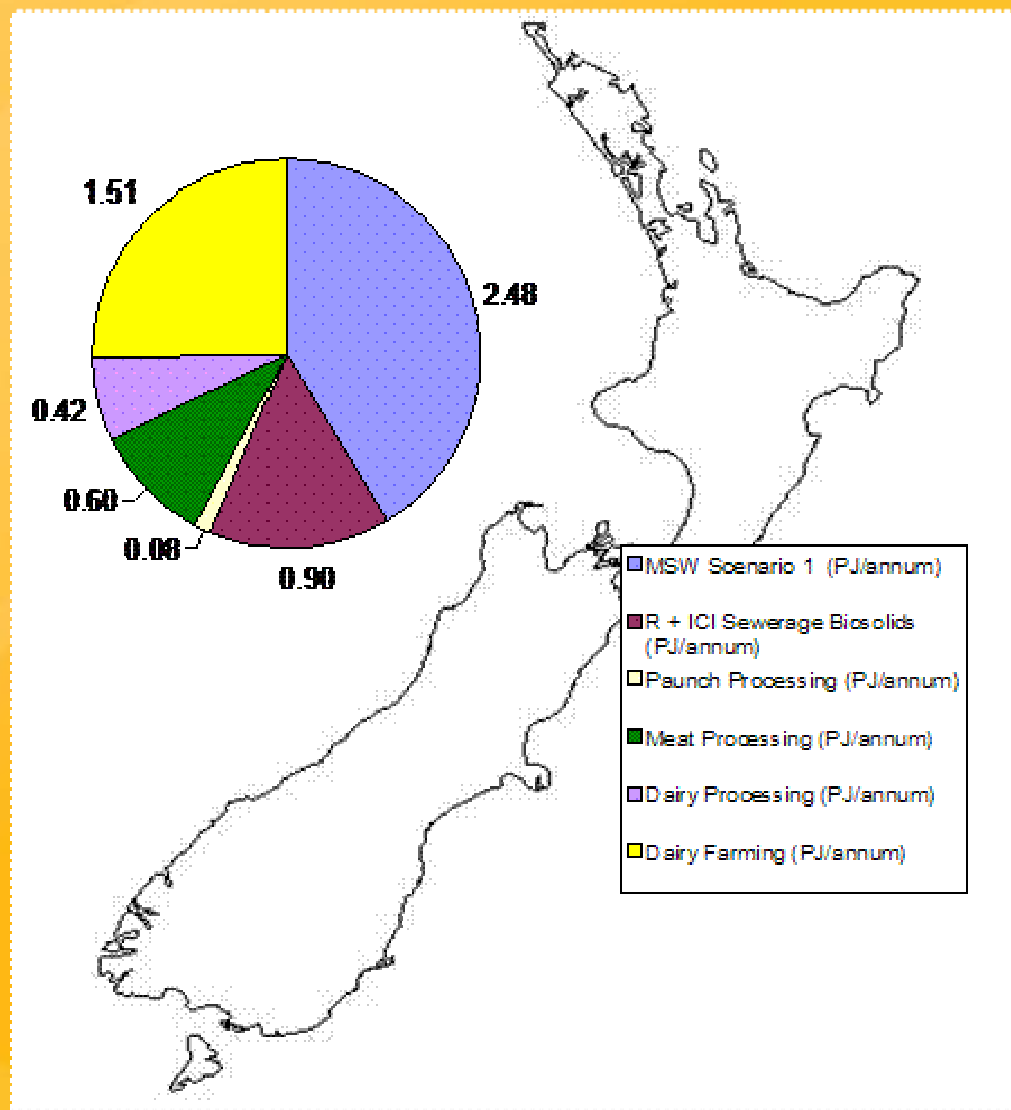 1.51
2.48
0.42
0.60
0.08
0.90
MSW Scenario 1 (PJ/annum)
R + ICI Sewerage Biosolids
(PJ/annum)
Paunch Processing (PJ/annum)
Meat Processing (PJ/annum)
Dairy Processing (PJ/annum)
Dairy Farming (PJ/annum)